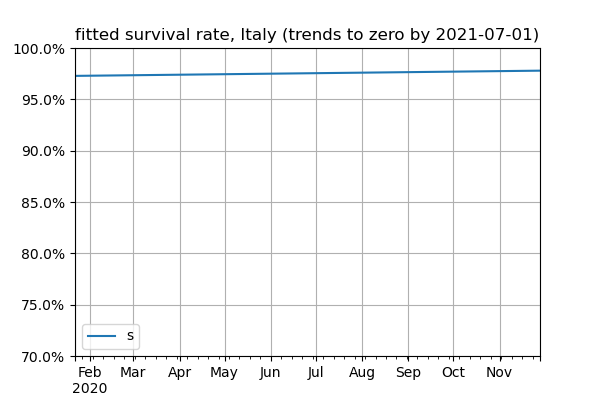 fitted survival rate, Italy (trends to zero by 2021-07-01)
100.0%
95.0%
90.0%
85.0%
80.0%
75.0%
70.0%
s
Feb Mar Apr May Jun Jul Aug Sep Oct Nov
2020